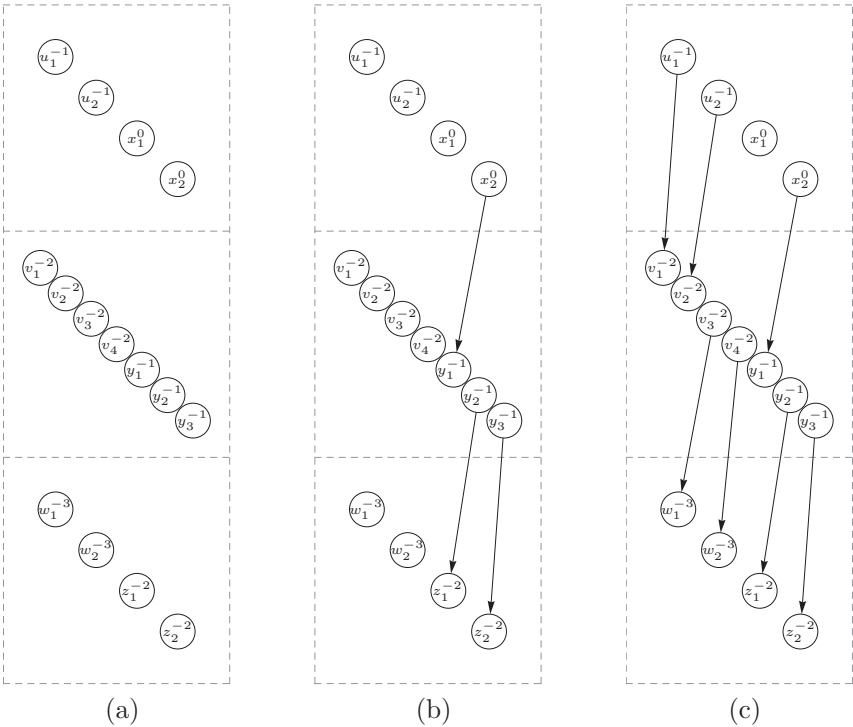 u_1^{-1}
u_2^{-1}
x_1^0
x_2^0
v_1^{-2}
v_2^{-2}
v_3^{-2}
v_4^{-2}
y_1^{-1}
y_2^{-1}
y_3^{-1}
w_1^{-3}
w_2^{-3}
z_1^{-2}
z_2^{-2}
(a)
u_1^{-1}
u_2^{-1}
x_1^0
x_2^0
v_1^{-2}
v_2^{-2}
v_3^{-2}
v_4^{-2}
y_1^{-1}
y_2^{-1}
y_3^{-1}
w_1^{-3}
w_2^{-3}
z_1^{-2}
z_2^{-2}
(b)
u_1^{-1}
u_2^{-1}
x_1^0
x_2^0
v_1^{-2}
v_2^{-2}
v_3^{-2}
v_4^{-2}
y_1^{-1}
y_2^{-1}
y_3^{-1}
w_1^{-3}
w_2^{-3}
z_1^{-2}
z_2^{-2}
(c)